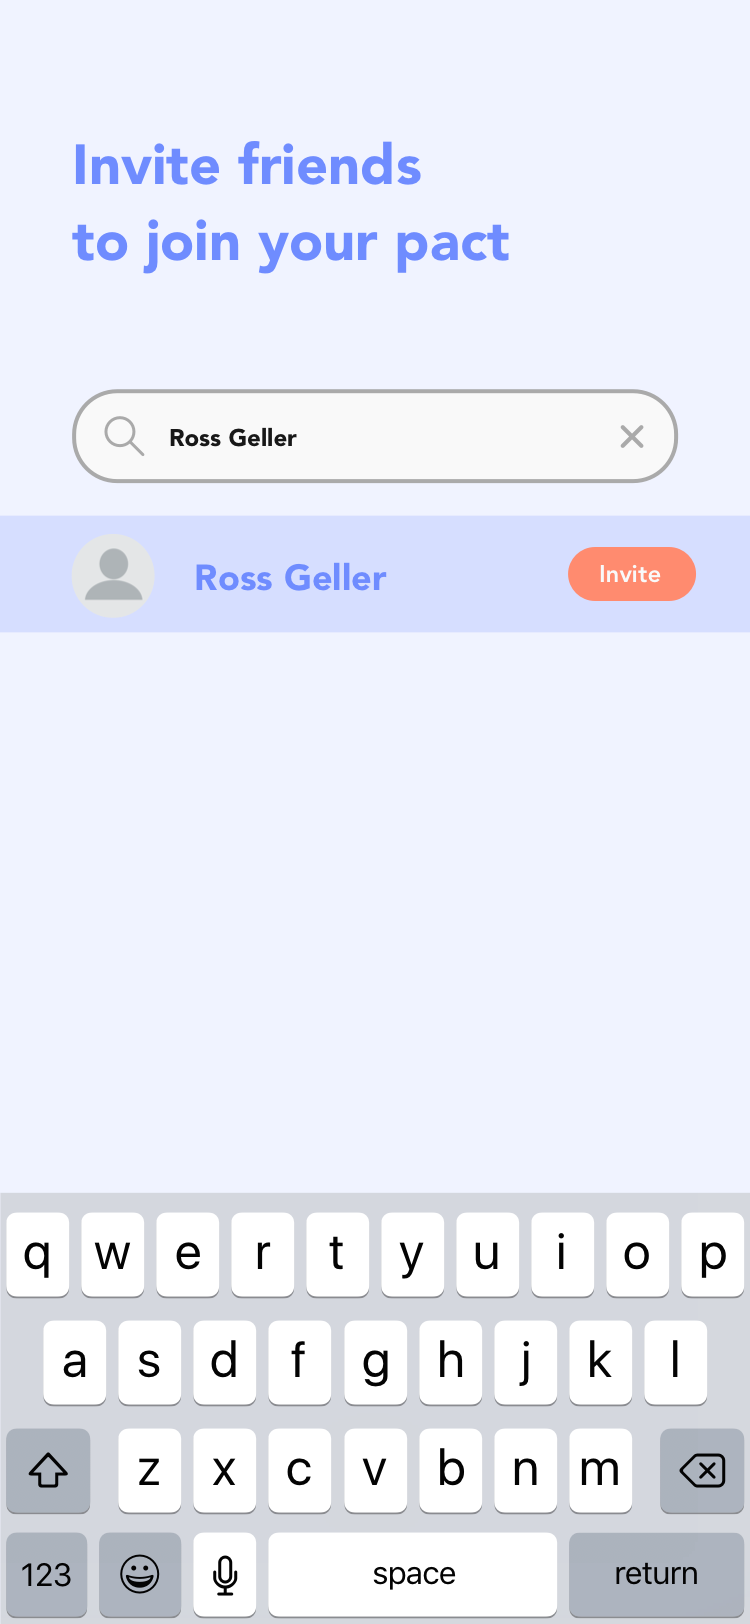 Invite friends
to join your pact
Ross Geller
Ross Geller Invite
q w e r t y u i o p
a s d f g h j k l
z x c v b n m
123 space return